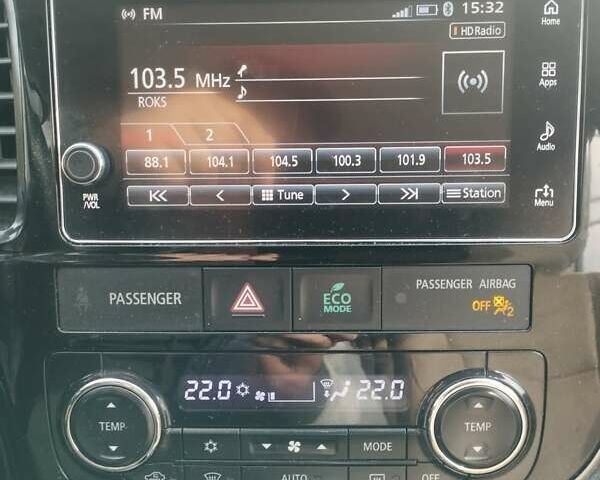 FM 15:32
Home
HD Radio
103.5 MHz
ROKS
Apps
1 2
88.1 104.1 104.5 100.3 101.9 103.5
Audio
Tune Station
PWR
/VOL
Menu
PASSENGER
ECO
MODE
PASSENGER AIRBAG
OFF 2
22.0 22.0
TEMP TEMP
MODE
AUTO OFF